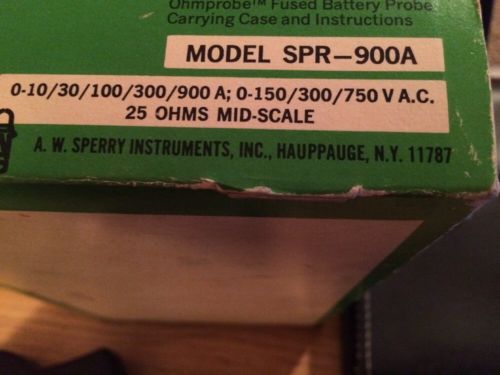 Ohmprobe™ Fused Battery Probe
Carrying Case and Instructions
MODEL SPR-900A
0-10/30/100/300/900 A; 0-150/300/750 V A.C.
25 OHMS MID-SCALE
A. W. SPERRY INSTRUMENTS, INC., HAUPPAUGE, N.Y. 11787